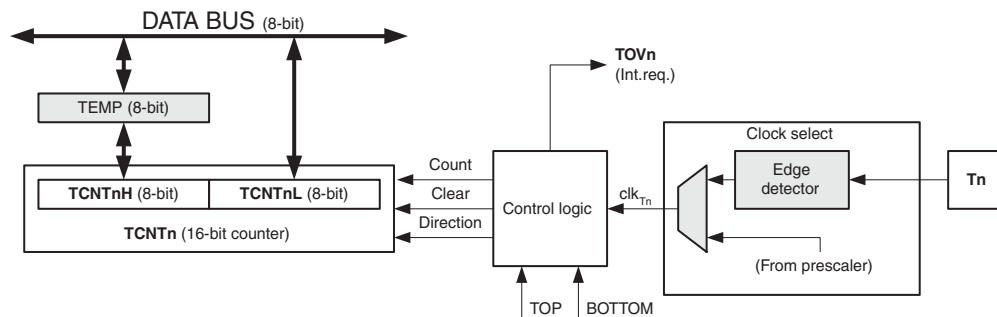 DATA BUS (8-bit)
TOVn
(Int.req.)
TEMP (8-bit)
Clock select
Count
Edge
detector
Tn
TCNTnH (8-bit)
TCNTnL (8-bit)
Clear
Control logic
clkTn
TCNTn (16-bit counter)
Direction
(From prescaler)
TOP
BOTTOM